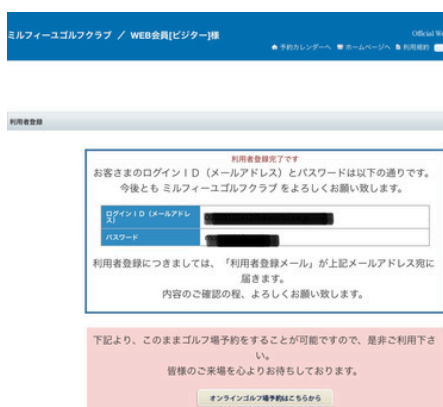 ミルフィーユゴルフクラブ ／ WEB会員[ビジター]様
Official We
予約カレンダーへ ホームページへ 利用規約
利用者登録
利用者登録完了です
お客さまのログインＩＤ（メールアドレス）とパスワードは以下の通りです。
今後とも ミルフィーユゴルフクラブ をよろしくお願い致します。
ログインＩＤ（メールアドレ
ス）
パスワード
利用者登録につきましては、「利用者登録メール」が上記メールアドレス宛に
届きます。
内容のご確認の程、よろしくお願い致します。
下記より、このままゴルフ場予約をすることが可能ですので、是非ご利用下さ
い。
皆様のご来場を心よりお待ちしております。
オンラインゴルフ場予約はこちらから